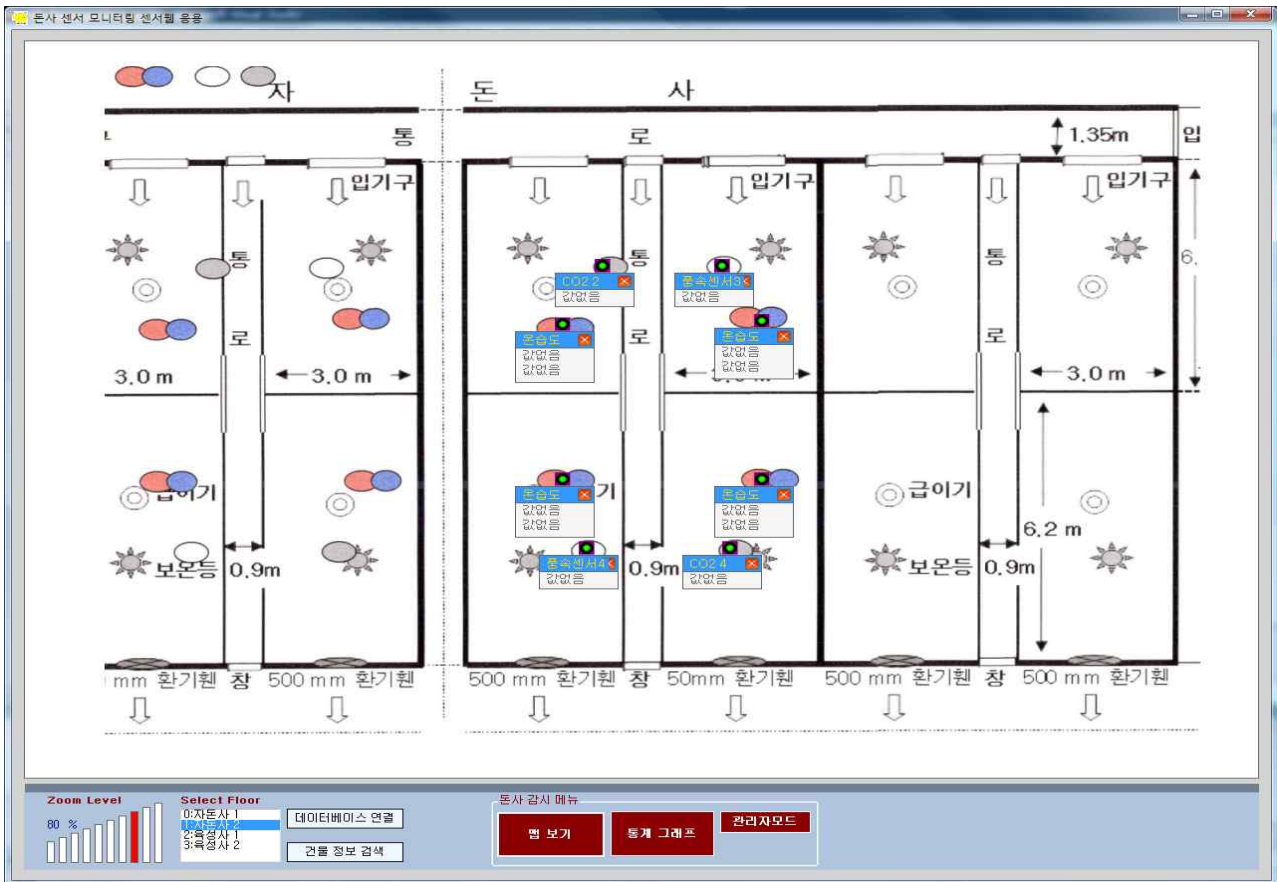 돈사 센서 모니터링 센서웹 응용
자 돈 사
통 로 1.35m 입
입기구 입기구 입기구
통 통 통 6.
CO2 2 풍속센서3
값없음 값없음
로 로 로
온습도 온습도
값없음 값없음
값없음 값없음
3.0 m 3.0 m 3.0 m
온습도 기 온습도
급이기 급이기
값없음 값없음
값없음 값없음
6.2 m
풍속센서4 CO2 4
보온등 0.9m 0.9m 보온등 0.9m
값없음 값없음
mm 환기휀 창 500 mm 환기휀 500 mm 환기휀 창 50mm 환기휀 500 mm 환기휀 창 500 mm 환기휀
Zoom Level
80 %
Select Floor
0:자돈사 1
1:자돈사 2
2:육성사 1
3:육성사 2
데이터베이스 연결
건물 정보 검색
돈사 감시 메뉴
맵 보기
통계 그래프
관리자모드